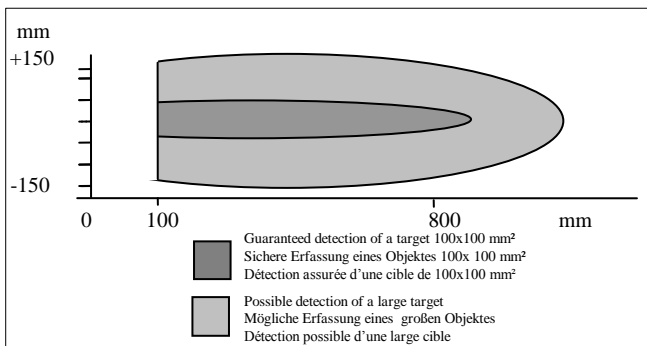 mm
+150
-150
0
100
800
mm
Guaranteed detection of a target 100x100 mm²
Sichere Erfassung eines Objektes 100x 100 mm²
Détection assurée d'une cible de 100x100 mm²
Possible detection of a large target
Mögliche Erfassung eines großen Objektes
Détection possible d'une large cible